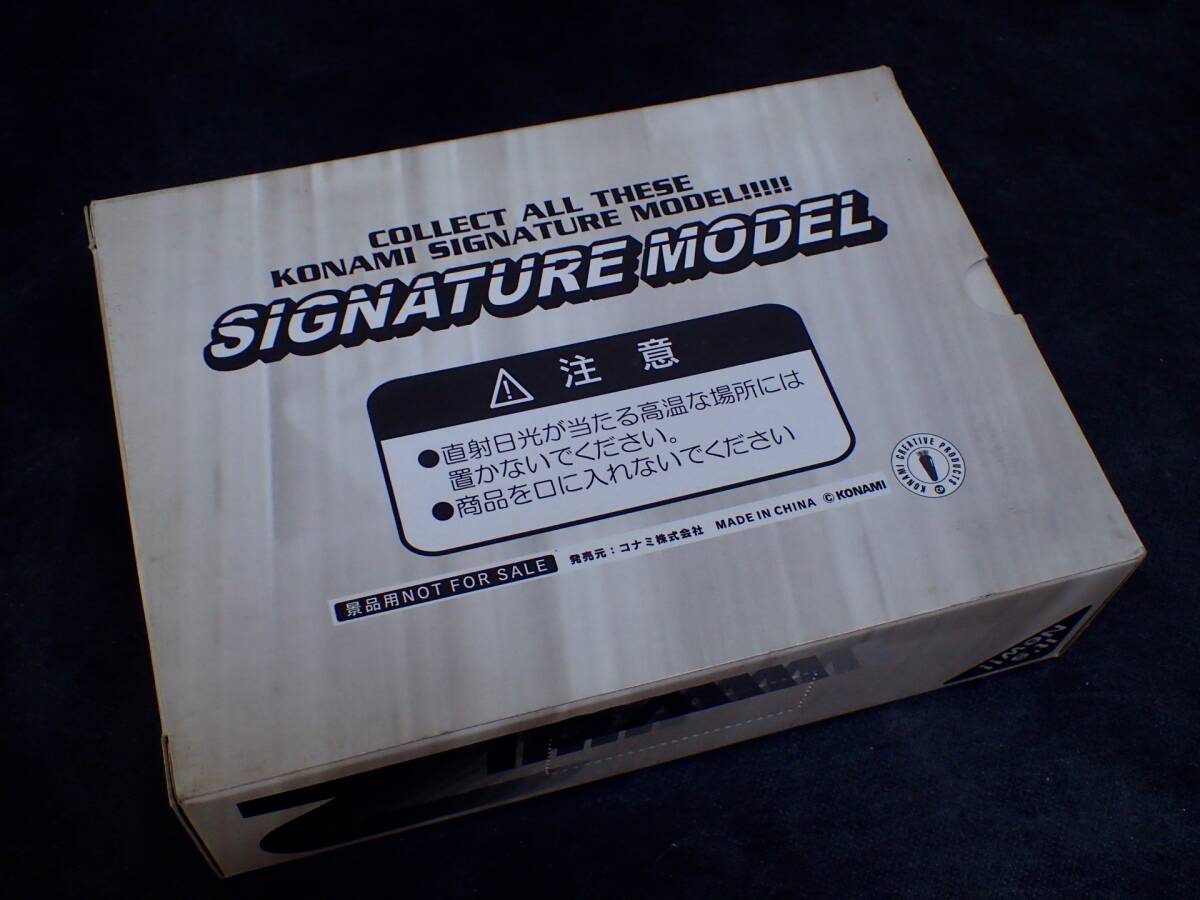 COLLECT ALL THESE
KONAMI SIGNATURE MODEL!!!!!
SiGNATURE MODEL
注意
●直射日光が当たる高温な場所には
置かないでください。
●商品を口に入れないでください
景品用NOT FOR SALE 発売元:コナミ株式会社 MADE IN CHINA ©KONAMI
KONAMI CREATIVE PRODUCTS
IT'S
NEW!!